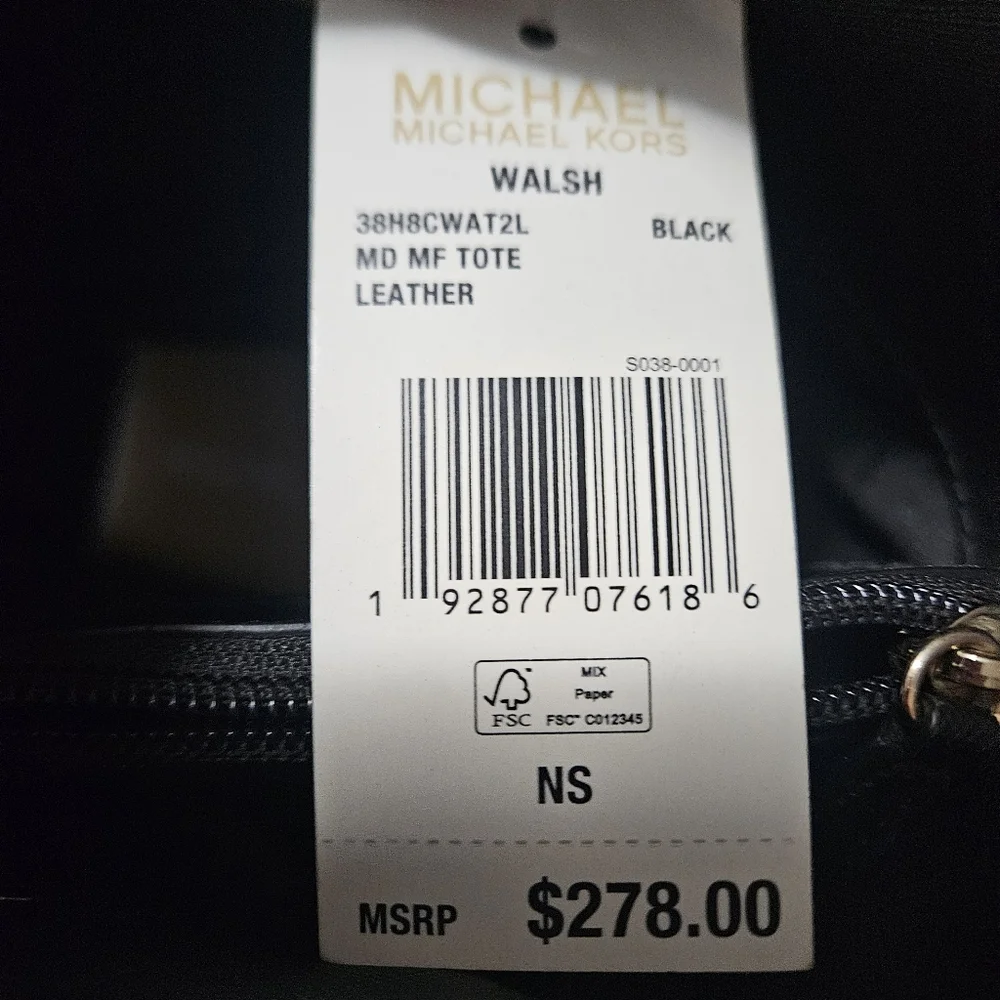 MICHAEL
MICHAEL KORS
WALSH
38H8CWAT2L BLACK
MD MF TOTE
LEATHER
S038-0001
1 92877 07618 6
MIX
Paper
FSC FSC™ C012345
NS
MSRP $278.00